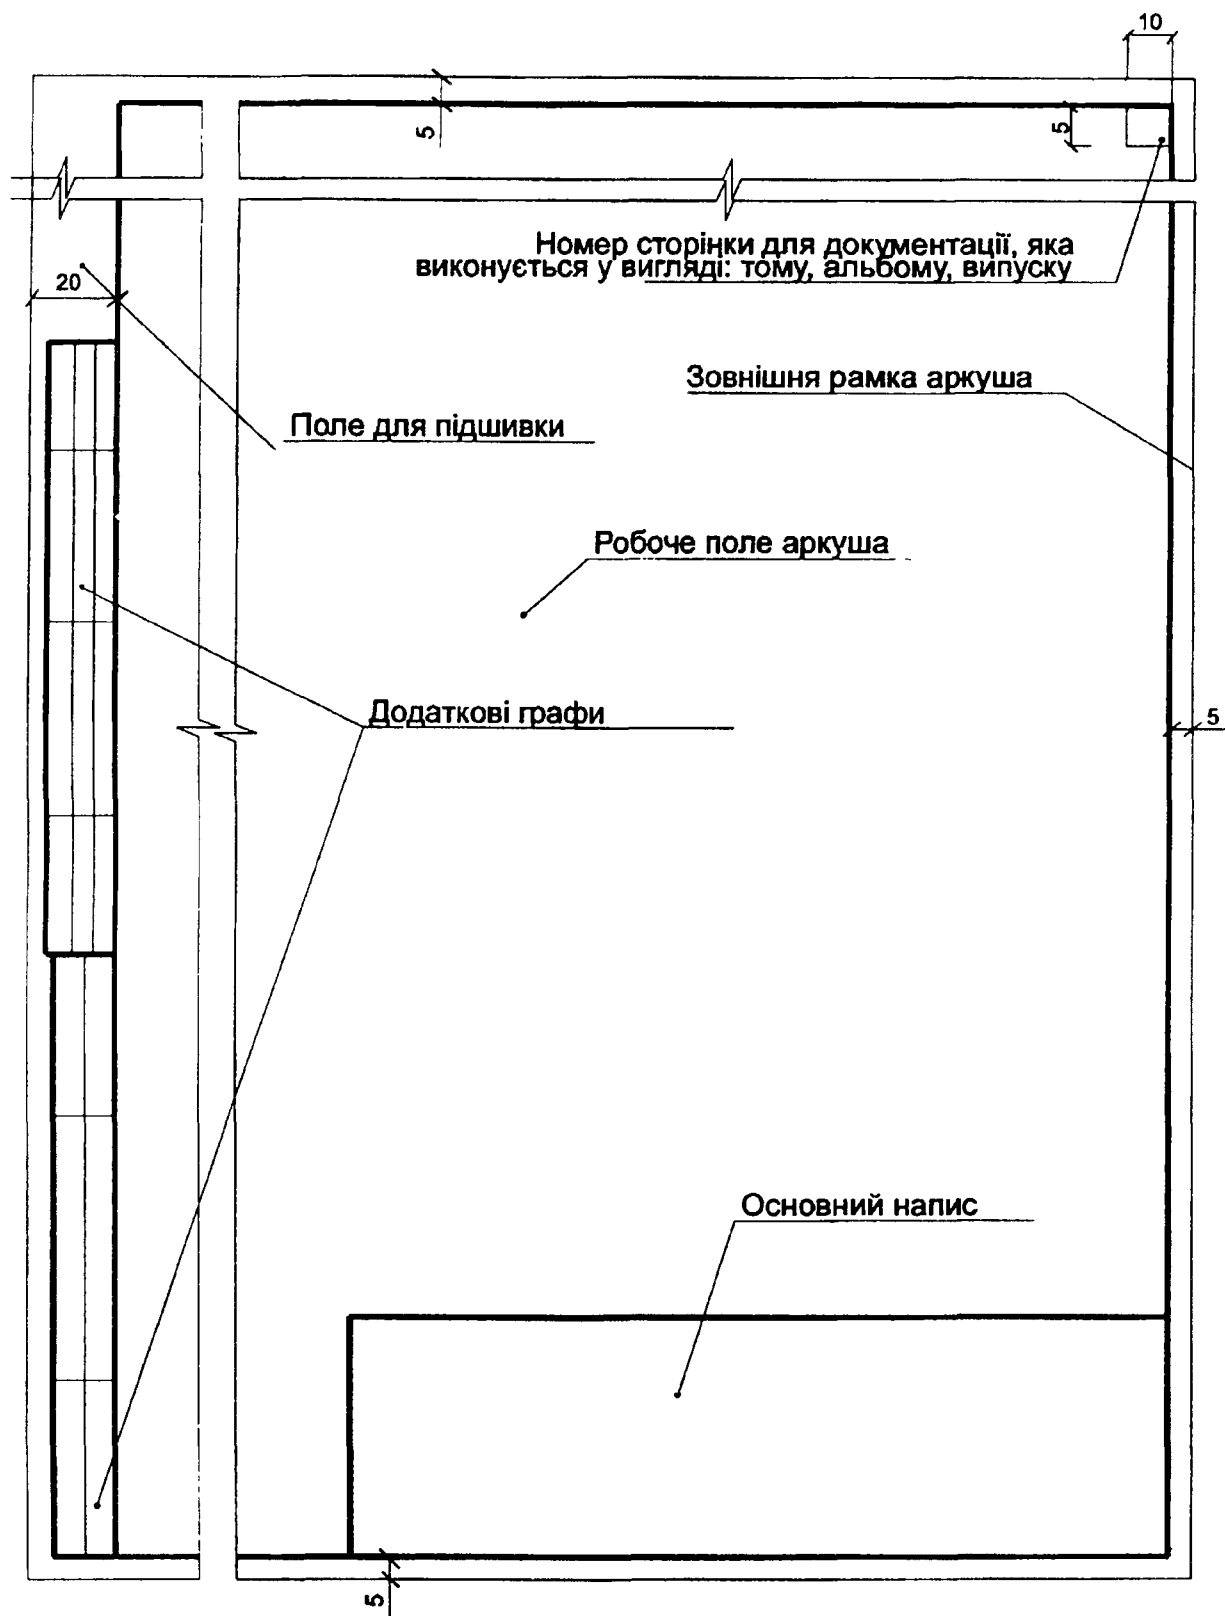 10
5
5
Номер сторінки для документації, яка
виконується у вигляді: тому, альбому, випуску
20
Зовнішня рамка аркуша
Поле для підшивки
Робоче поле аркуша
Додаткові графи
5
Основний напис
5